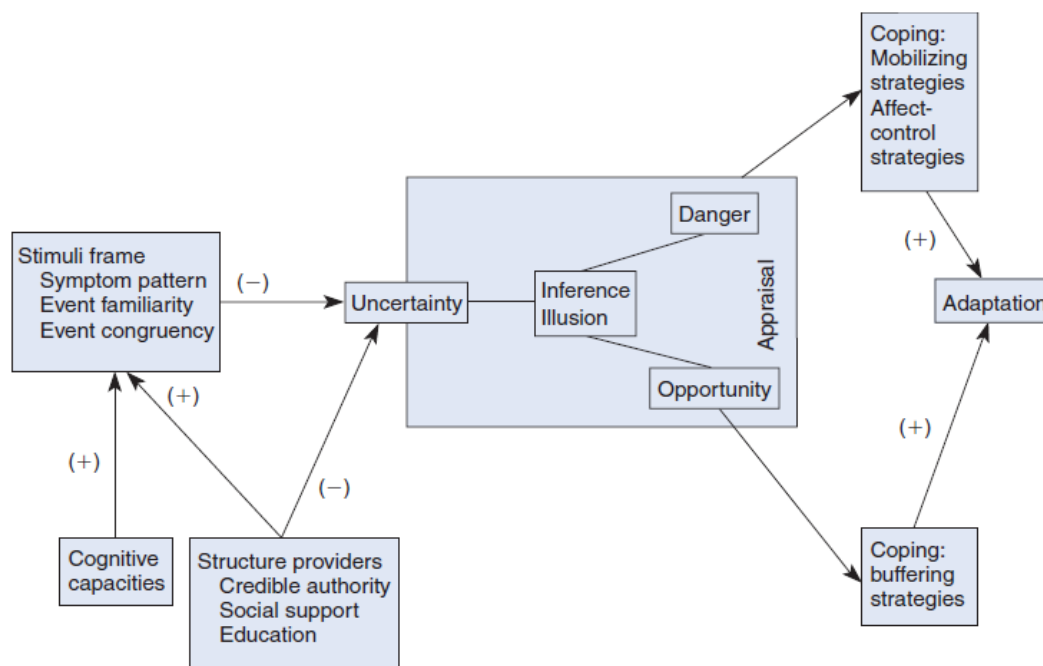 Stimuli frame
Symptom pattern
Event familiarity
Event congruency
(−)
(+)
(+)
Cognitive
capacities
Structure providers
Credible authority
Social support
Education
(−)
Uncertainty
Inference
Illusion
Danger
Opportunity
Appraisal
Coping:
Mobilizing
strategies
Affect-
control
strategies
(+)
Adaptation
(+)
Coping:
buffering
strategies